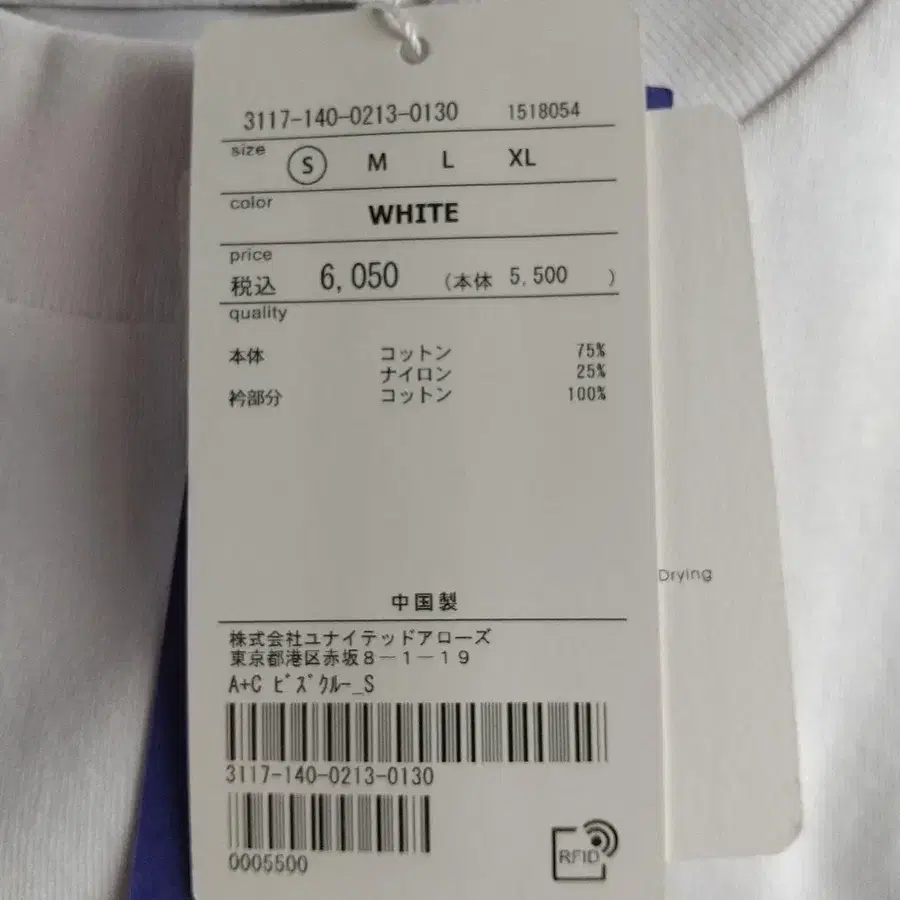 3117-140-0213-0130 1518054
size S M L XL
color WHITE
price
税込 6,050 (本体 5,500 )
quality
本体 コットン 75%
ナイロン 25%
衿部分 コットン 100%
Drying
中国製
株式会社ユナイテッドアローズ
東京都港区赤坂8-1-19
A+C ビズクルー_S
3117-140-0213-0130
0005500
RFID